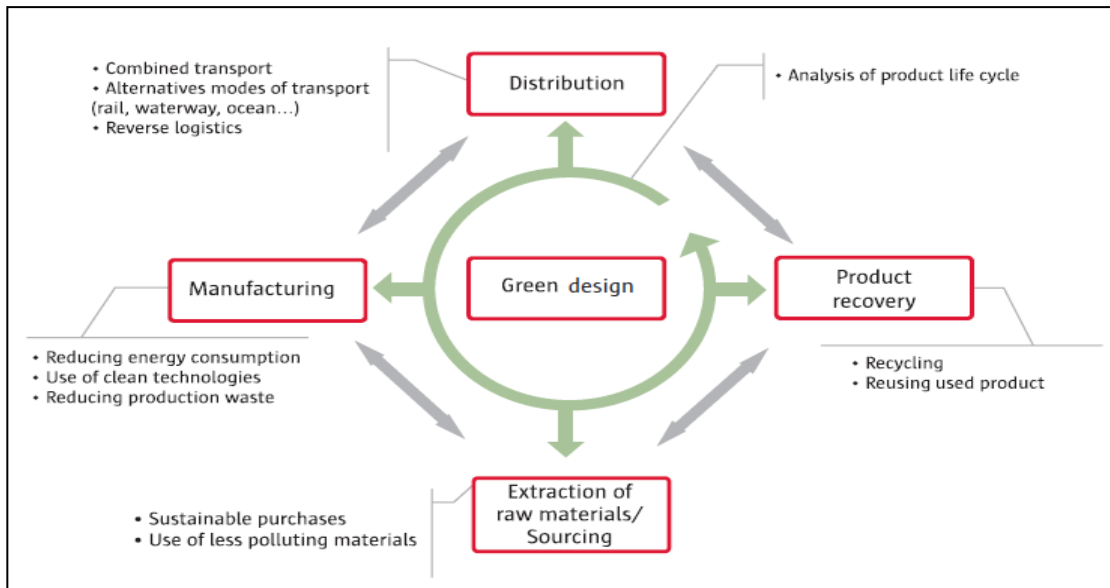 • Combined transport
• Alternatives modes of transport
(rail, waterway, ocean...)
• Reverse logistics
Distribution
• Analysis of product life cycle
Manufacturing
Green design
Product
recovery
• Reducing energy consumption
• Use of clean technologies
• Reducing production waste
• Recycling
• Reusing used product
• Sustainable purchases
• Use of less polluting materials
Extraction of
raw materials/
Sourcing